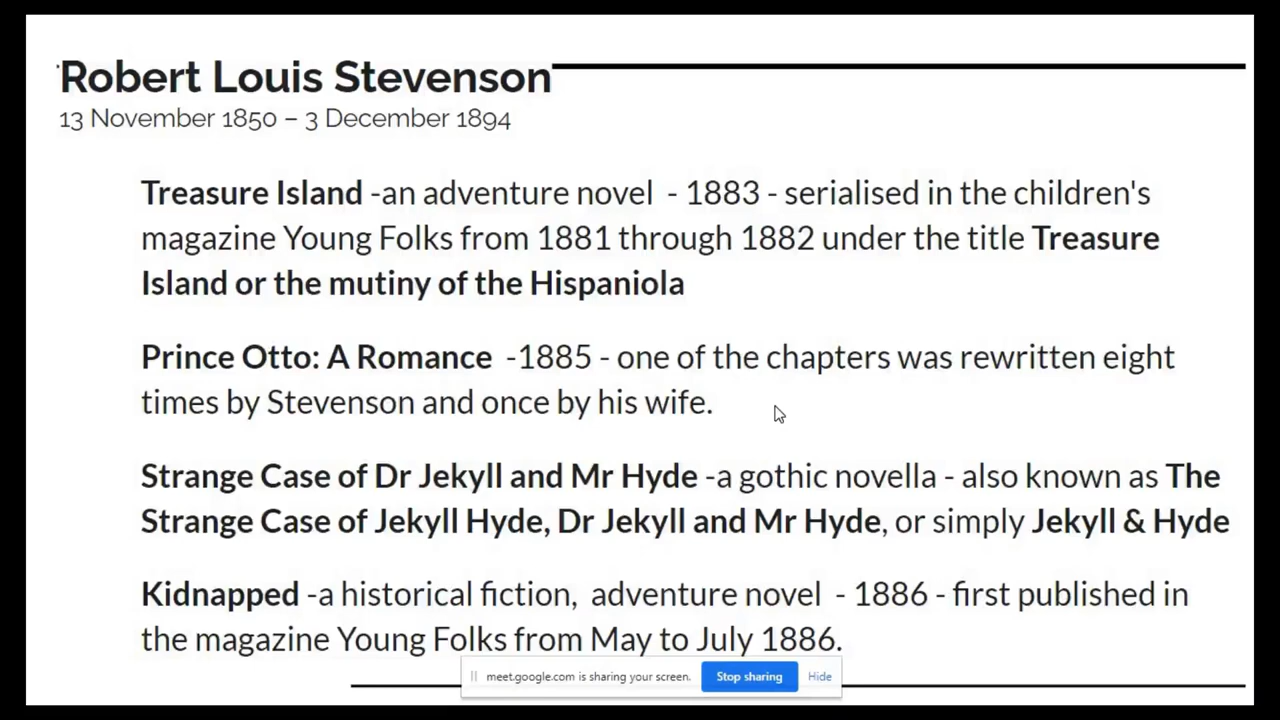 Robert Louis Stevenson
13 November 1850 – 3 December 1894
Treasure Island -an adventure novel - 1883 - serialised in the children's
magazine Young Folks from 1881 through 1882 under the title Treasure
Island or the mutiny of the Hispaniola
Prince Otto: A Romance -1885 - one of the chapters was rewritten eight
times by Stevenson and once by his wife.
Strange Case of Dr Jekyll and Mr Hyde -a gothic novella - also known as The
Strange Case of Jekyll Hyde, Dr Jekyll and Mr Hyde, or simply Jekyll & Hyde
Kidnapped -a historical fiction, adventure novel - 1886 - first published in
the magazine Young Folks from May to July 1886.
meet.google.com is sharing your screen. Stop sharing Hide